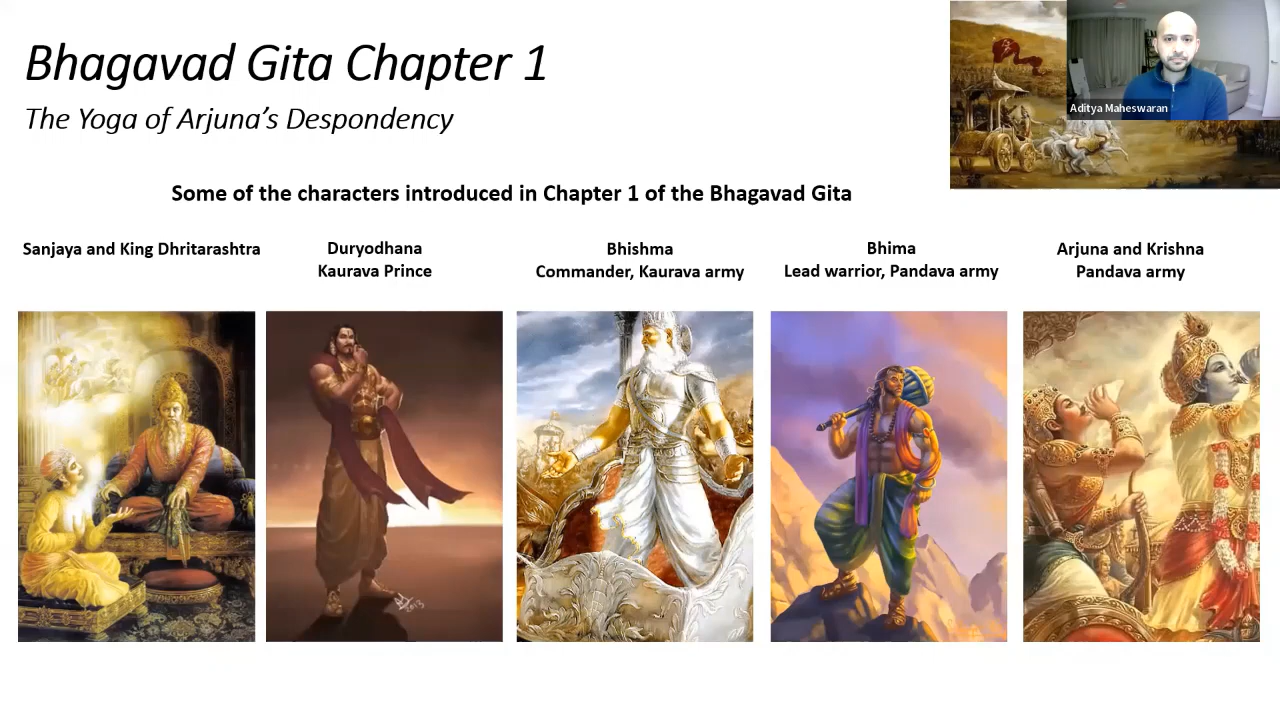 Bhagavad Gita Chapter 1
The Yoga of Arjuna’s Despondency
Aditya Maheswaran
Some of the characters introduced in Chapter 1 of the Bhagavad Gita
Sanjaya and King Dhritarashtra
Duryodhana
Kaurava Prince
Bhishma
Commander, Kaurava army
Bhima
Lead warrior, Pandava army
Arjuna and Krishna
Pandava army
2013